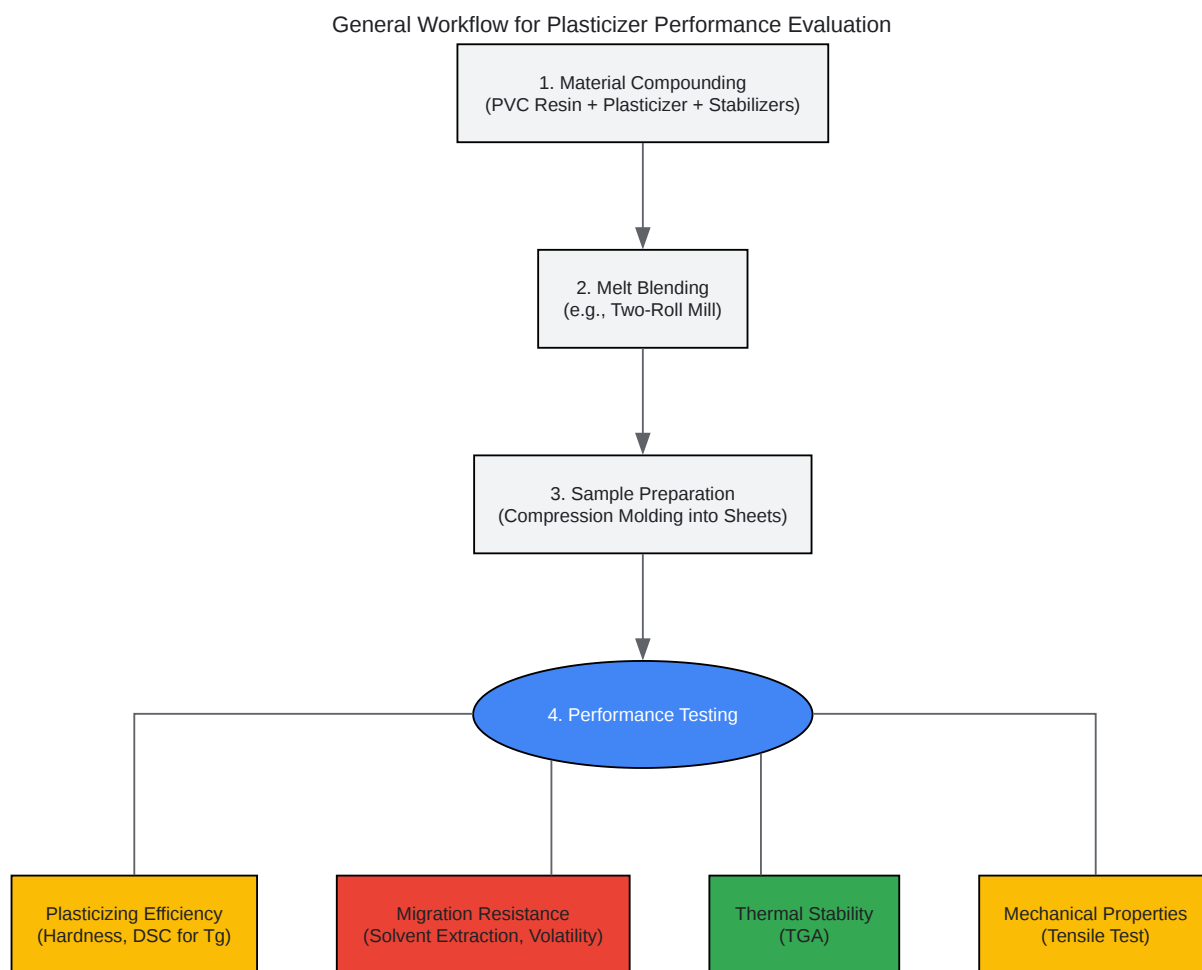 General Workflow for Plasticizer Performance Evaluation
1. Material Compounding
(PVC Resin + Plasticizer + Stabilizers)
2. Melt Blending
(e.g., Two-Roll Mill)
3. Sample Preparation
(Compression Molding into Sheets)
4. Performance Testing
Plasticizing Efficiency
(Hardness, DSC for Tg)
Migration Resistance
(Solvent Extraction, Volatility)
Thermal Stability
(TGA)
Mechanical Properties
(Tensile Test)